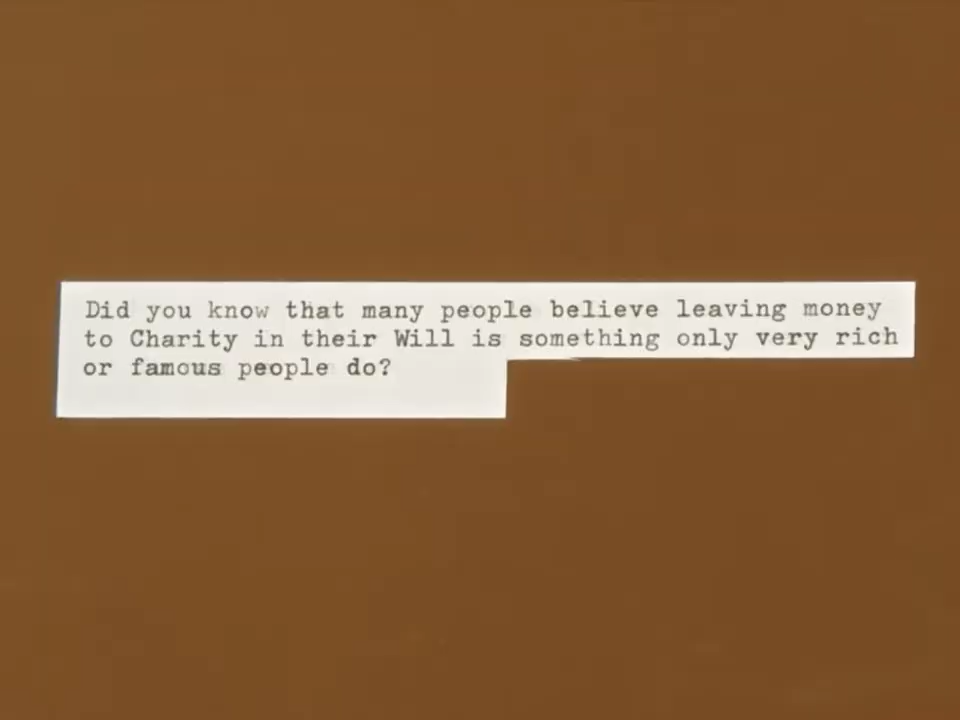 Did you know that many people believe leaving money
to Charity in their Will is something only very rich
or famous people do?